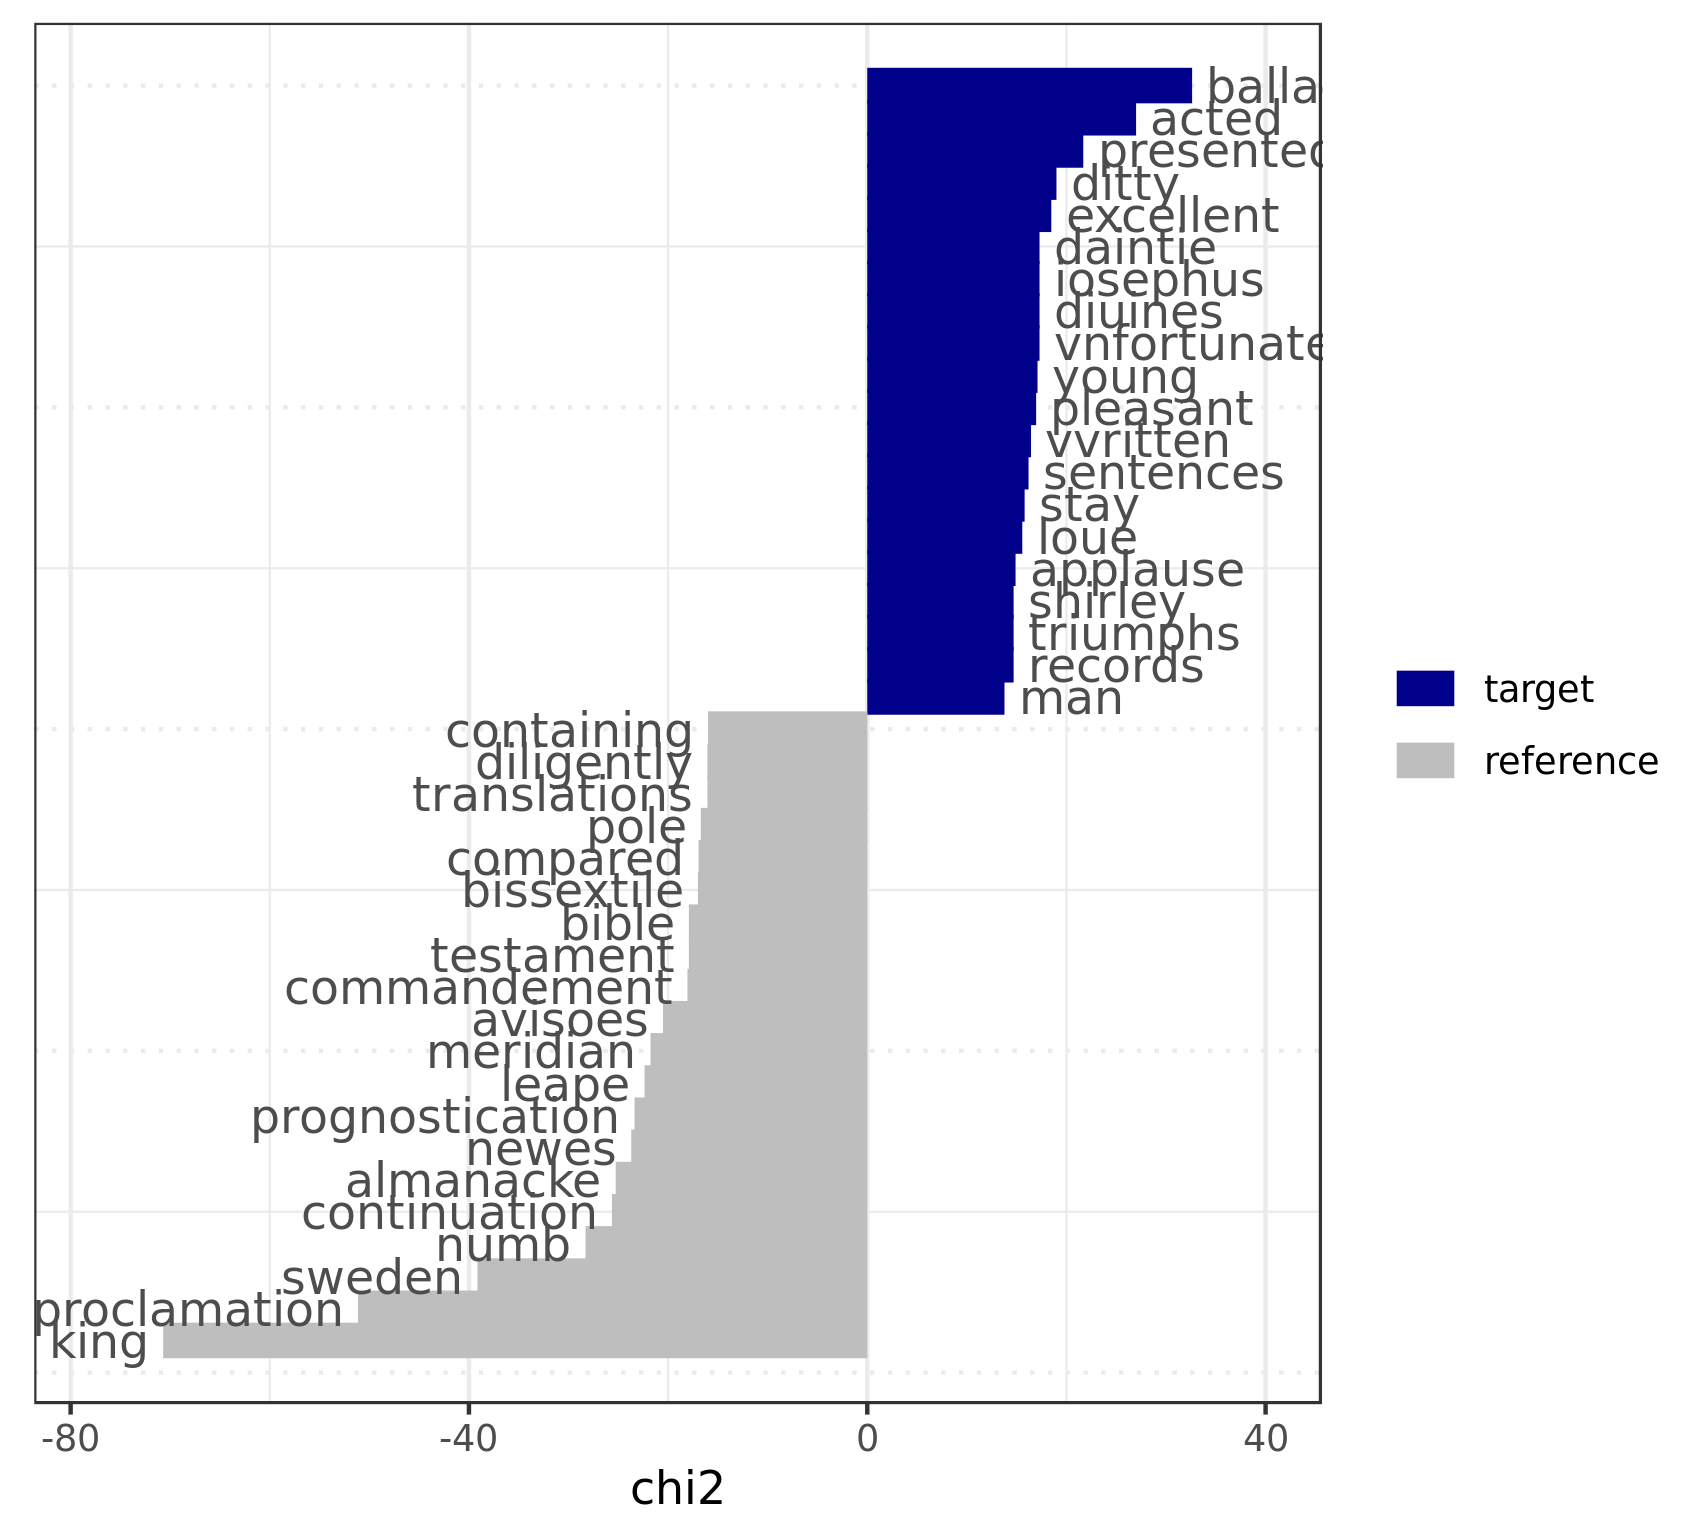 balla
acted
presented
ditty
excellent
daintie
iosephus
diuines
vnfortunate
young
pleasant
vvritten
sentences
stay
loue
applause
shirley
triumphs
records
man
containing
diligently
translations
pole
compared
bissextile
bible
testament
commandement
avisoes
meridian
leape
prognostication
newes
almanacke
continuation
numb
sweden
proclamation
king
target
reference
-80 -40 0 40
chi2